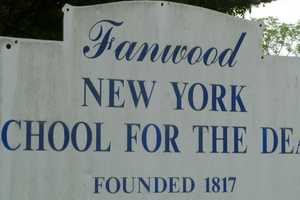 Fanwood
NEW YORK
CHOOL FOR THE DEA
FOUNDED 1817